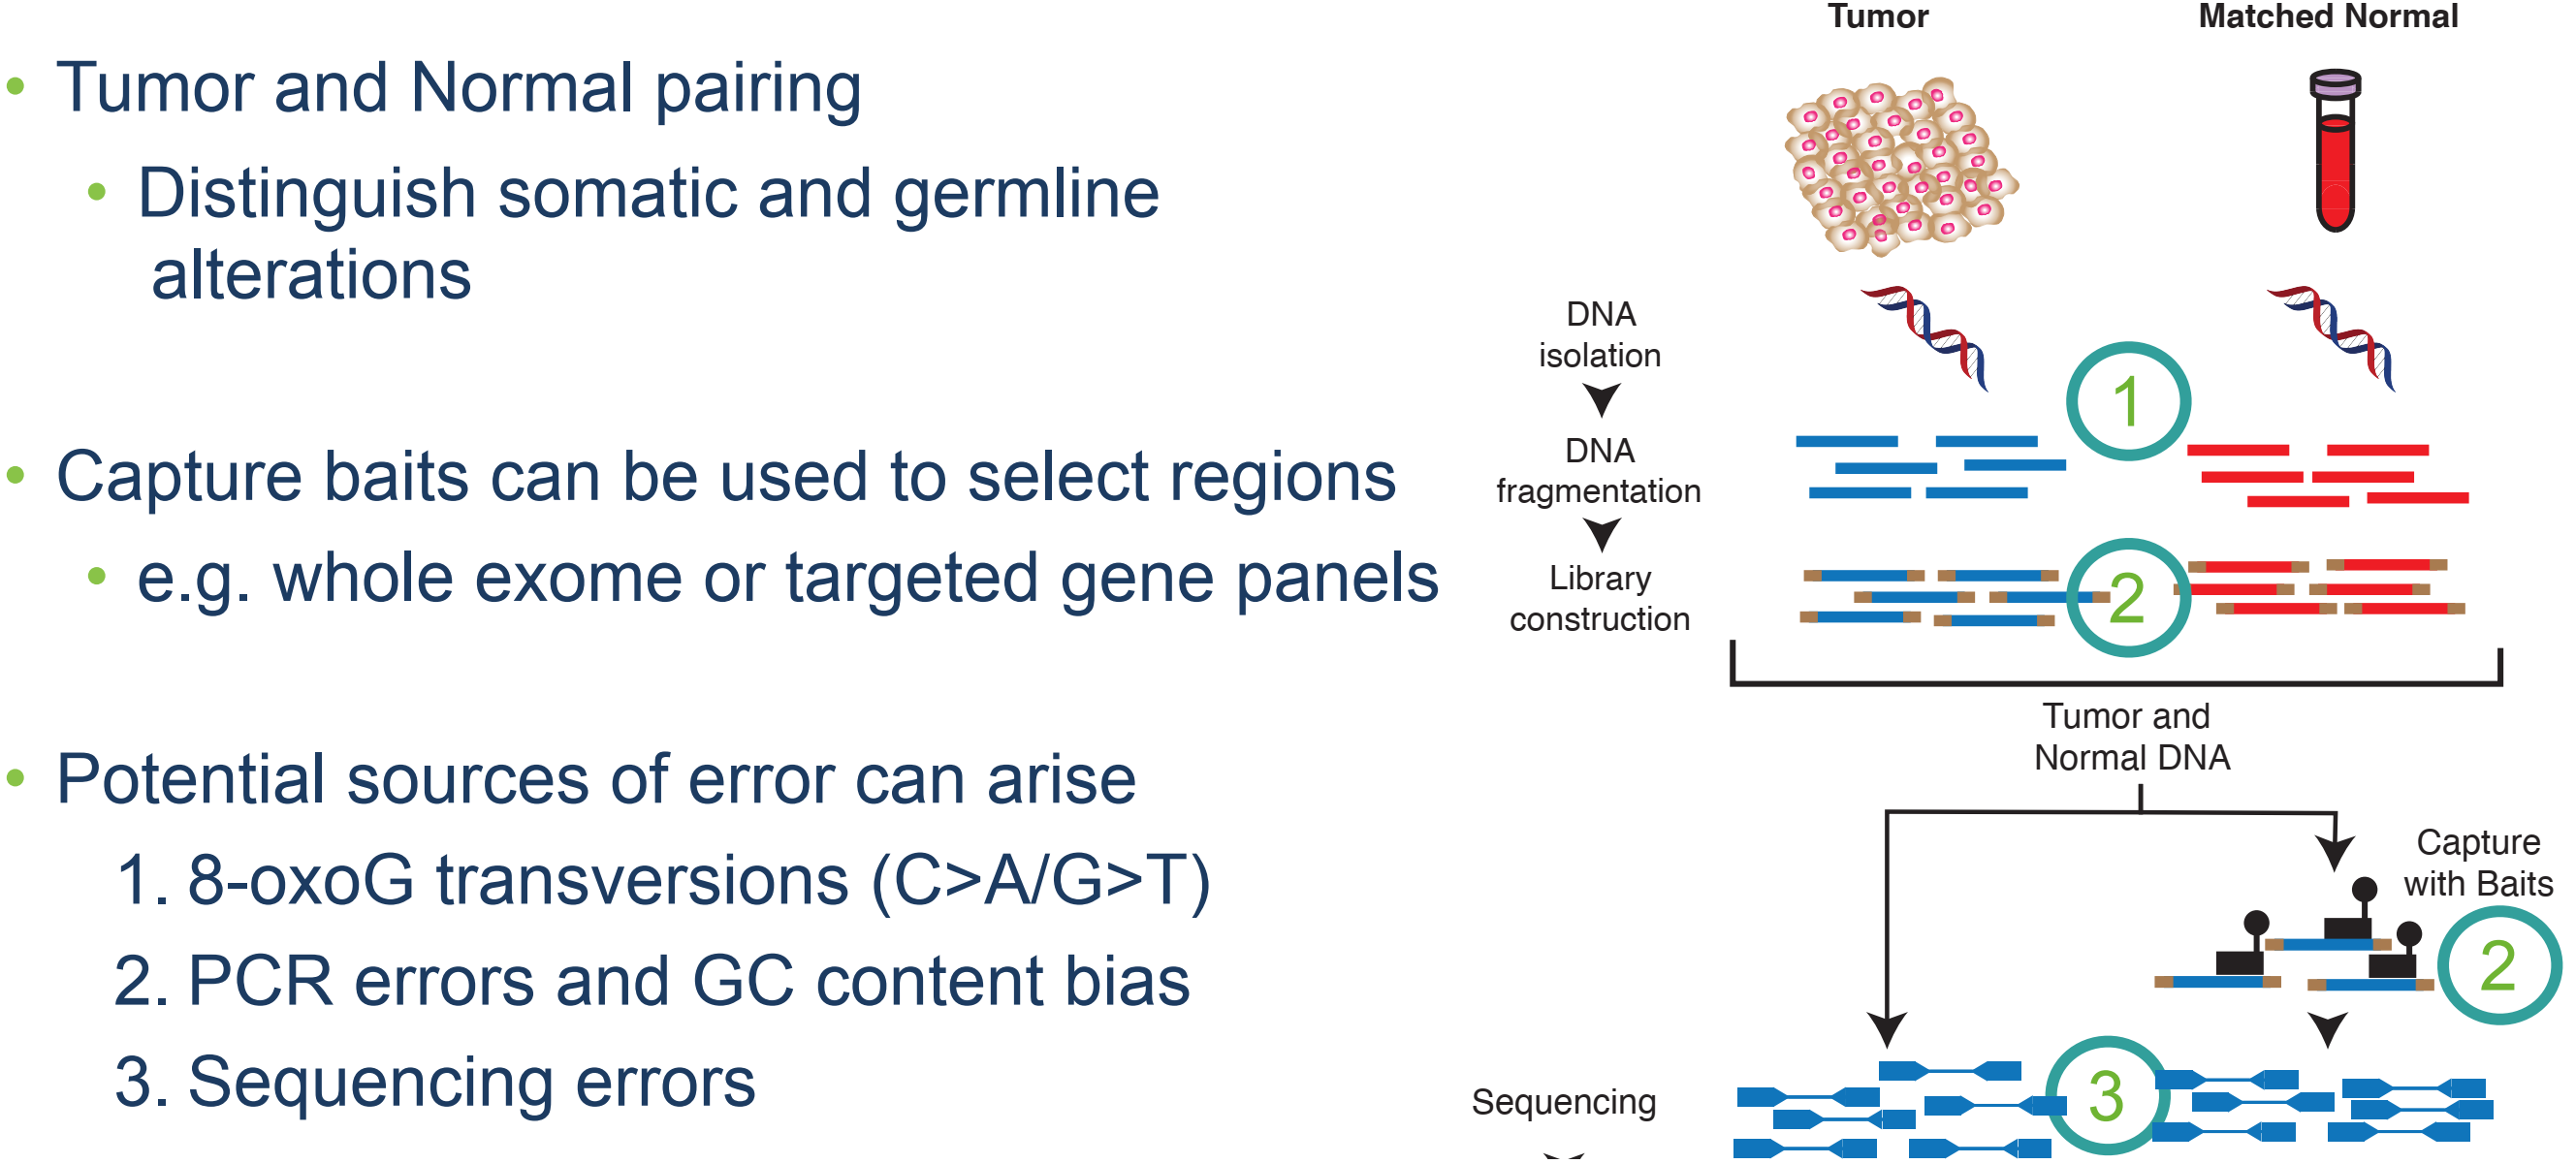 • Tumor and Normal pairing
• Distinguish somatic and germline
alterations
• Capture baits can be used to select regions
• e.g. whole exome or targeted gene panels
• Potential sources of error can arise
1. 8-oxoG transversions (C>A/G>T)
2. PCR errors and GC content bias
3. Sequencing errors
Tumor
Matched Normal
DNA
isolation
1
DNA
fragmentation
Library
construction
2
Tumor and
Normal DNA
Capture
with Baits
2
Sequencing
3